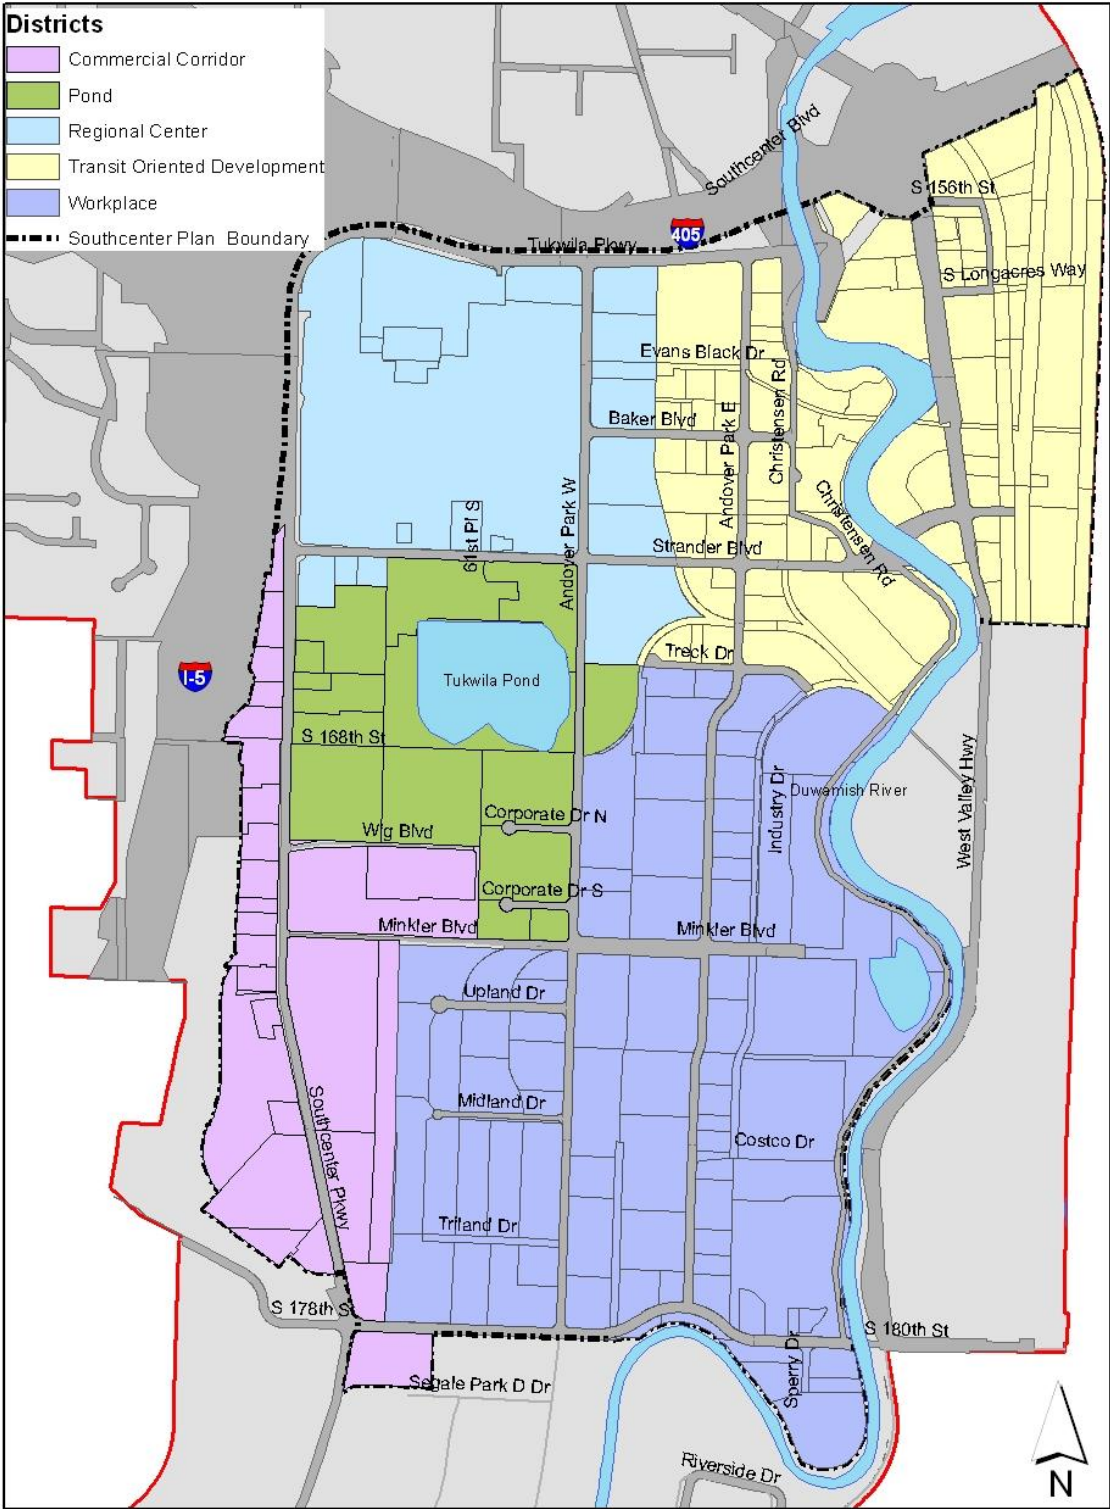 Districts
Commercial Corridor
Pond
Regional Center
Transit Oriented Development
Workplace
Southcenter Plan Boundary
Southcenter Blvd
S 156th St
405
Tukwila Pkwy
S Longacres Way
Evans Black Dr
Christensen Rd
Baker Blvd
Andover Park E
Andover Park W
61st Pl S
Christensen Rd
Strander Blvd
Treck Dr
I-5
Tukwila Pond
S 168th St
Industry Dr
Duwamish River
West Valley Hwy
Corporate Dr N
Wig Blvd
Corporate Dr S
Minkler Blvd
Minkler Blvd
Upland Dr
Midland Dr
Southcenter Pkwy
Costco Dr
Triland Dr
S 178th St
S 180th St
Sperry Dr
Segale Park D Dr
Riverside Dr
N